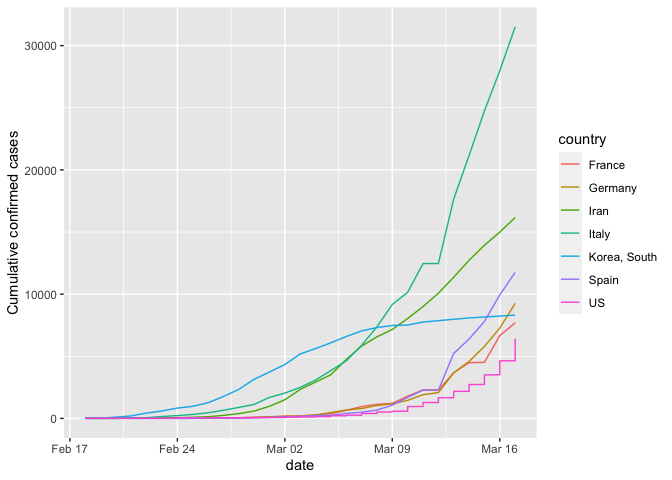 Cumulative confirmed cases
30000
20000
10000
0
Feb 17
Feb 24
Mar 02
Mar 09
Mar 16
date
country
France
Germany
Iran
Italy
Korea, South
Spain
US